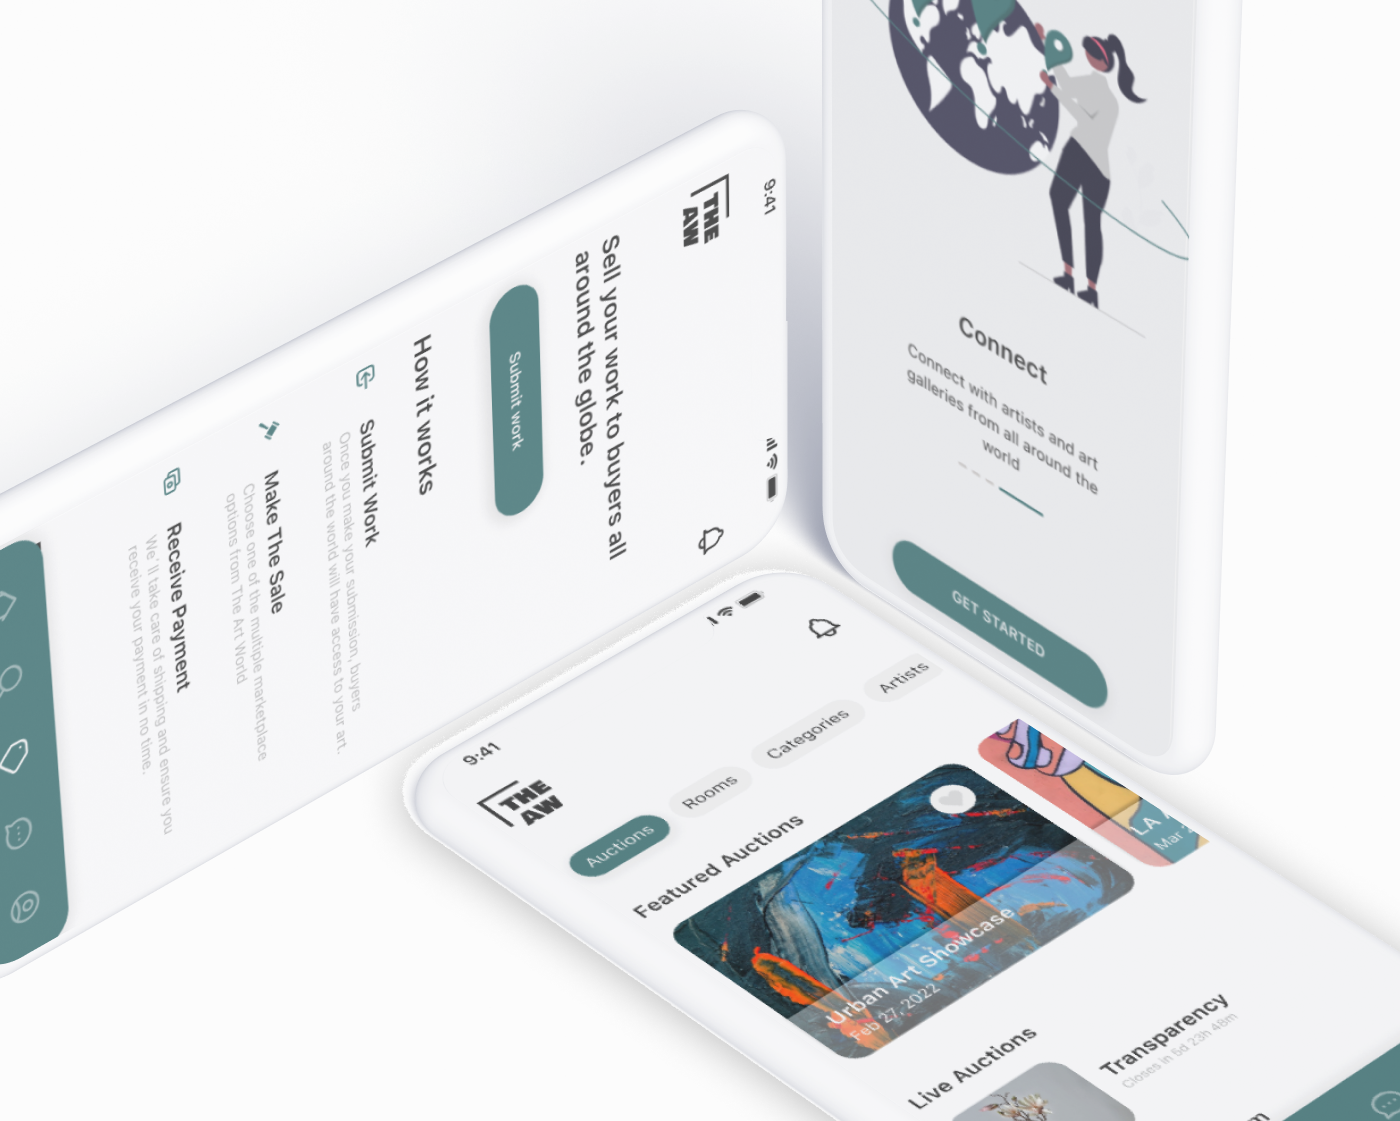 9:41
THE
AW
Sell your work to buyers all
around the globe.
Submit work
How it works
Submit Work
Once you make your submission, buyers
around the world will have access to your art.
Make The Sale
Choose one of the multiple marketplace
options from The Art World
Receive Payment
We'll take care of shipping and ensure you
receive your payment in no time.
Connect
Connect with artists and art
galleries from all around the
world
GET STARTED
9:41
THE
AW
Auctions
Rooms
Categories
Artists
Featured Auctions
Urban Art Showcase
Feb 27, 2022
LA
Mar
Live Auctions
Transparency
Closes in 5d 23h 48m